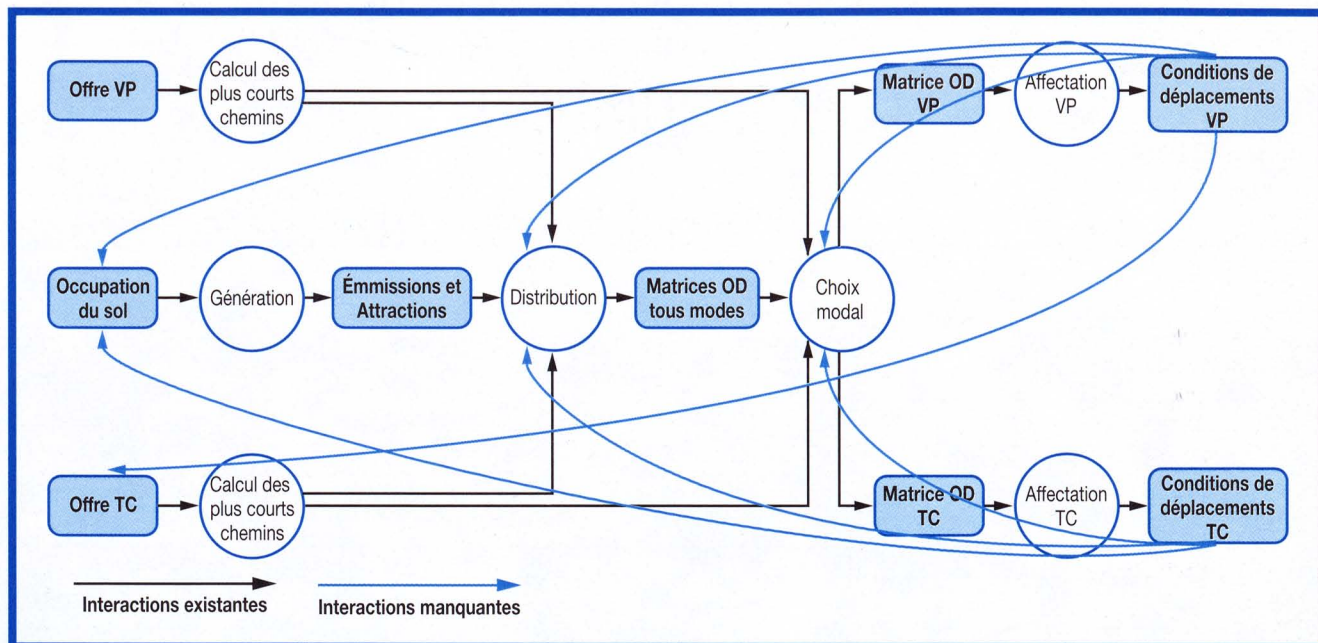 Offre VP
Calcul des
plus courts
chemins
Matrice OD
VP
Affectation
VP
Conditions de
déplacements
VP
Occupation
du sol
Génération
Émmissions et
Attractions
Distribution
Matrices OD
tous modes
Choix
modal
Offre TC
Calcul des
plus courts
chemins
Matrice OD
TC
Affectation
TC
Conditions de
déplacements
TC
Interactions existantes
Interactions manquantes